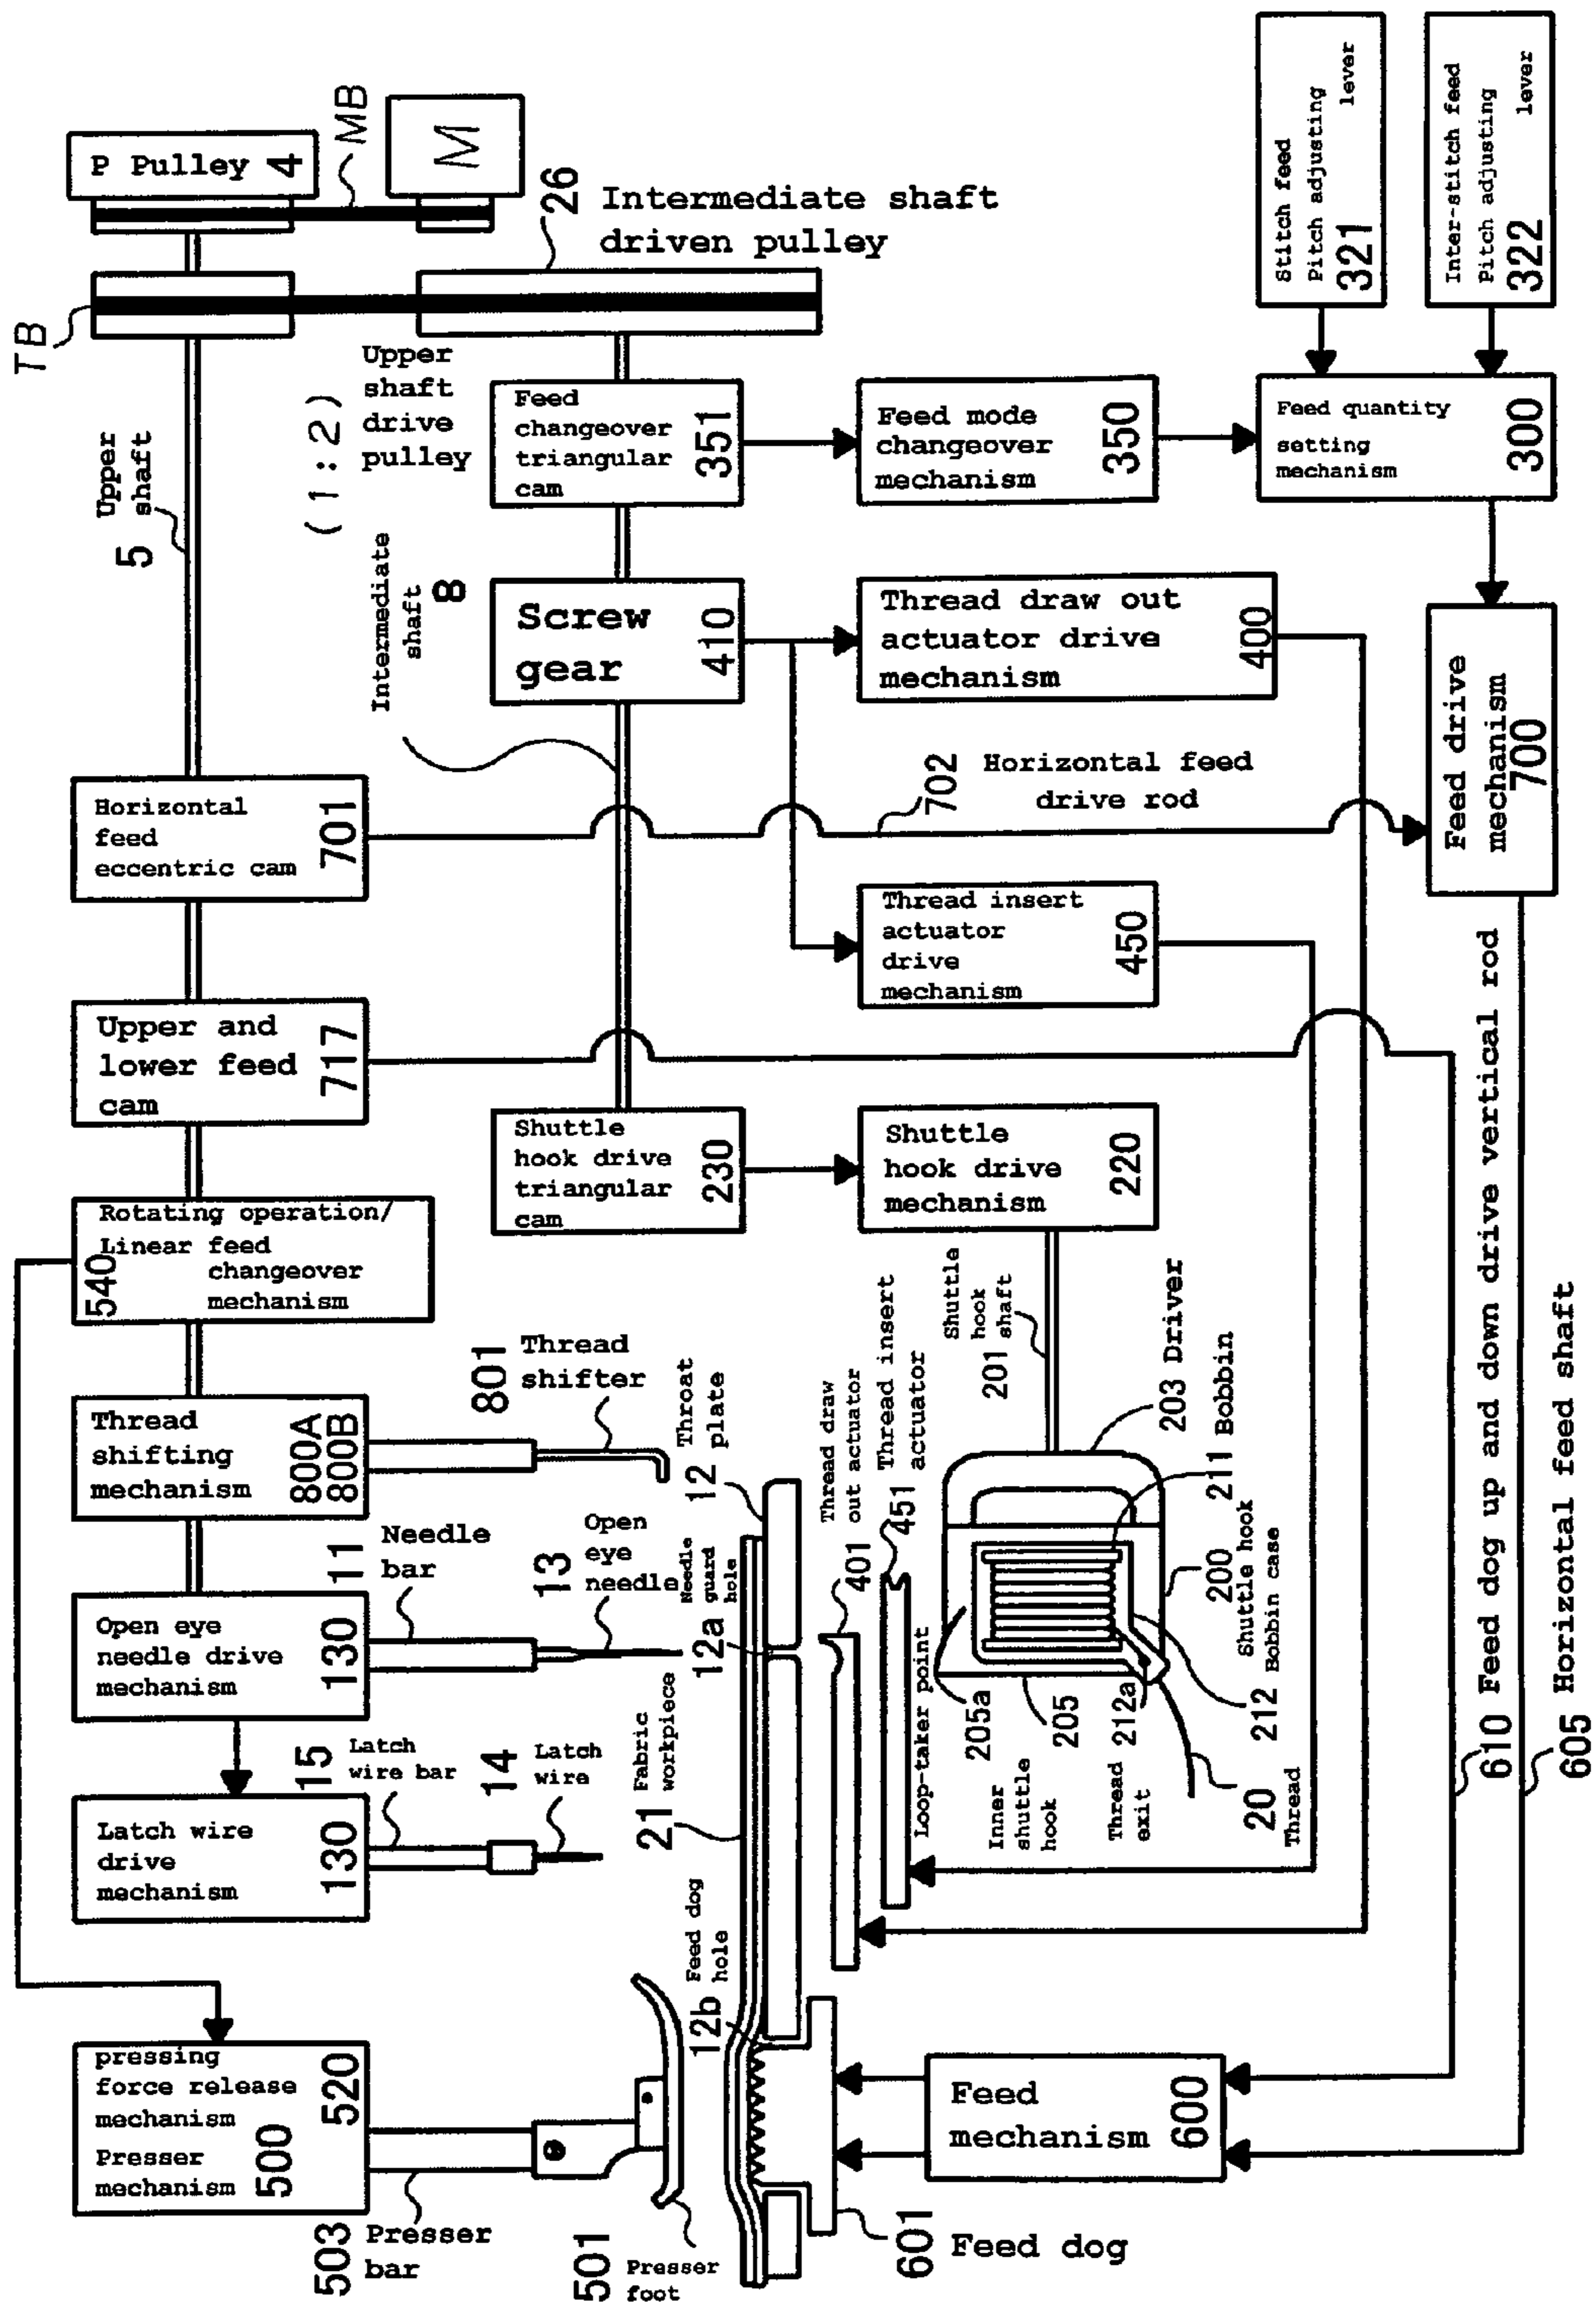 TB
P Pulley 4
MB
M
26
Intermediate shaft
driven pulley
Upper
shaft
5
(1:2)
Upper
shaft
drive
pulley
Intermediate
shaft
8
Feed
changeover
triangular
cam
351
Feed mode
changeover
mechanism
350
Feed quantity
setting
mechanism
300
Stitch feed
Pitch adjusting
lever
321
Inter-stitch feed
Pitch adjusting
lever
322
Screw
gear
410
Thread draw out
actuator drive
mechanism
400
Feed drive
mechanism
700
Horizontal
feed
eccentric cam
701
702
Horizontal feed
drive rod
Thread insert
actuator
drive
mechanism
450
Upper and
lower feed
cam
717
Shuttle
hook drive
triangular
cam
230
Shuttle
hook drive
mechanism
220
Rotating operation/
Linear feed
changeover
mechanism
540
Thread
shifting
mechanism
800A
800B
801
Thread
shifter
Throat
plate
12
Open eye
needle drive
mechanism
130
11
Needle
bar
13
Open
eye
needle
Needle
guard
hole
12a
Thread draw
out actuator
401
Thread insert
actuator
451
Shuttle
hook
shaft
201
203 Driver
211 Bobbin
200
Shuttle hook
Bobbin case
212
Loop-taker point
205a
Inner
shuttle
hook
205
Thread
exit
212a
20
Thread
Latch wire
drive
mechanism
130
15
Latch
wire bar
14
Latch
wire
21
Fabric
workpiece
12b
Feed dog
hole
pressing
force release
mechanism
520
Presser
mechanism
500
503
Presser
bar
501
Presser
foot
601
Feed dog
Feed
mechanism
600
610 Feed dog up and down drive vertical rod
605 Horizontal feed shaft